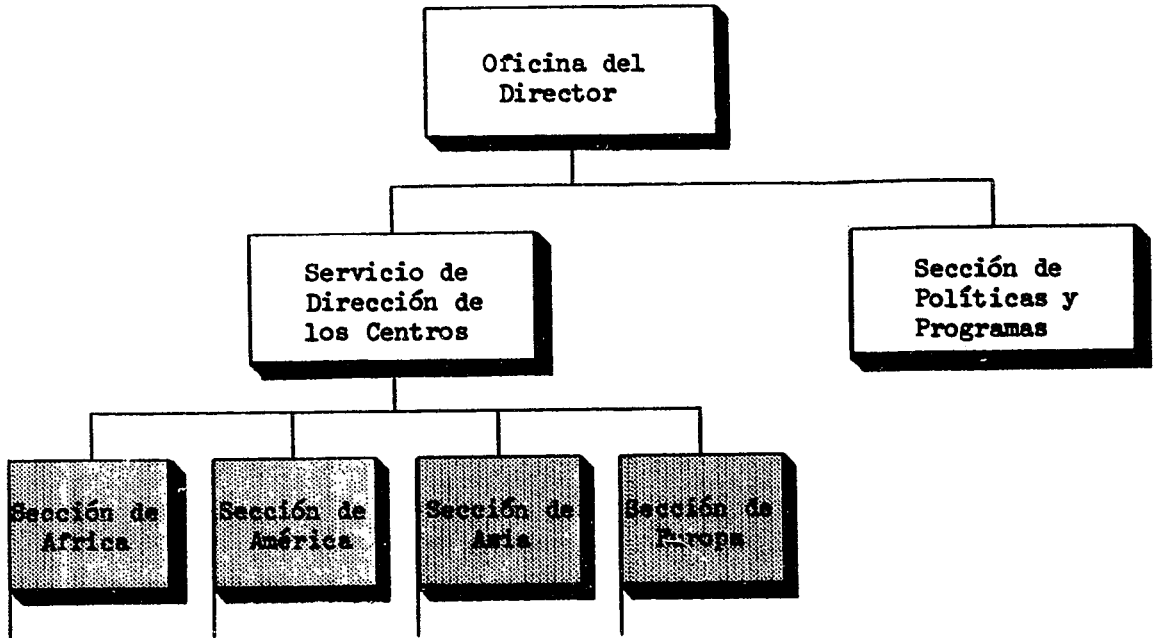 Oficina del
Director
Servicio de
Dirección de
los Centros
Sección de
Políticas y
Programas
Sección de
Africa
Sección de
América
Sección de
Asia
Sección de
Europa